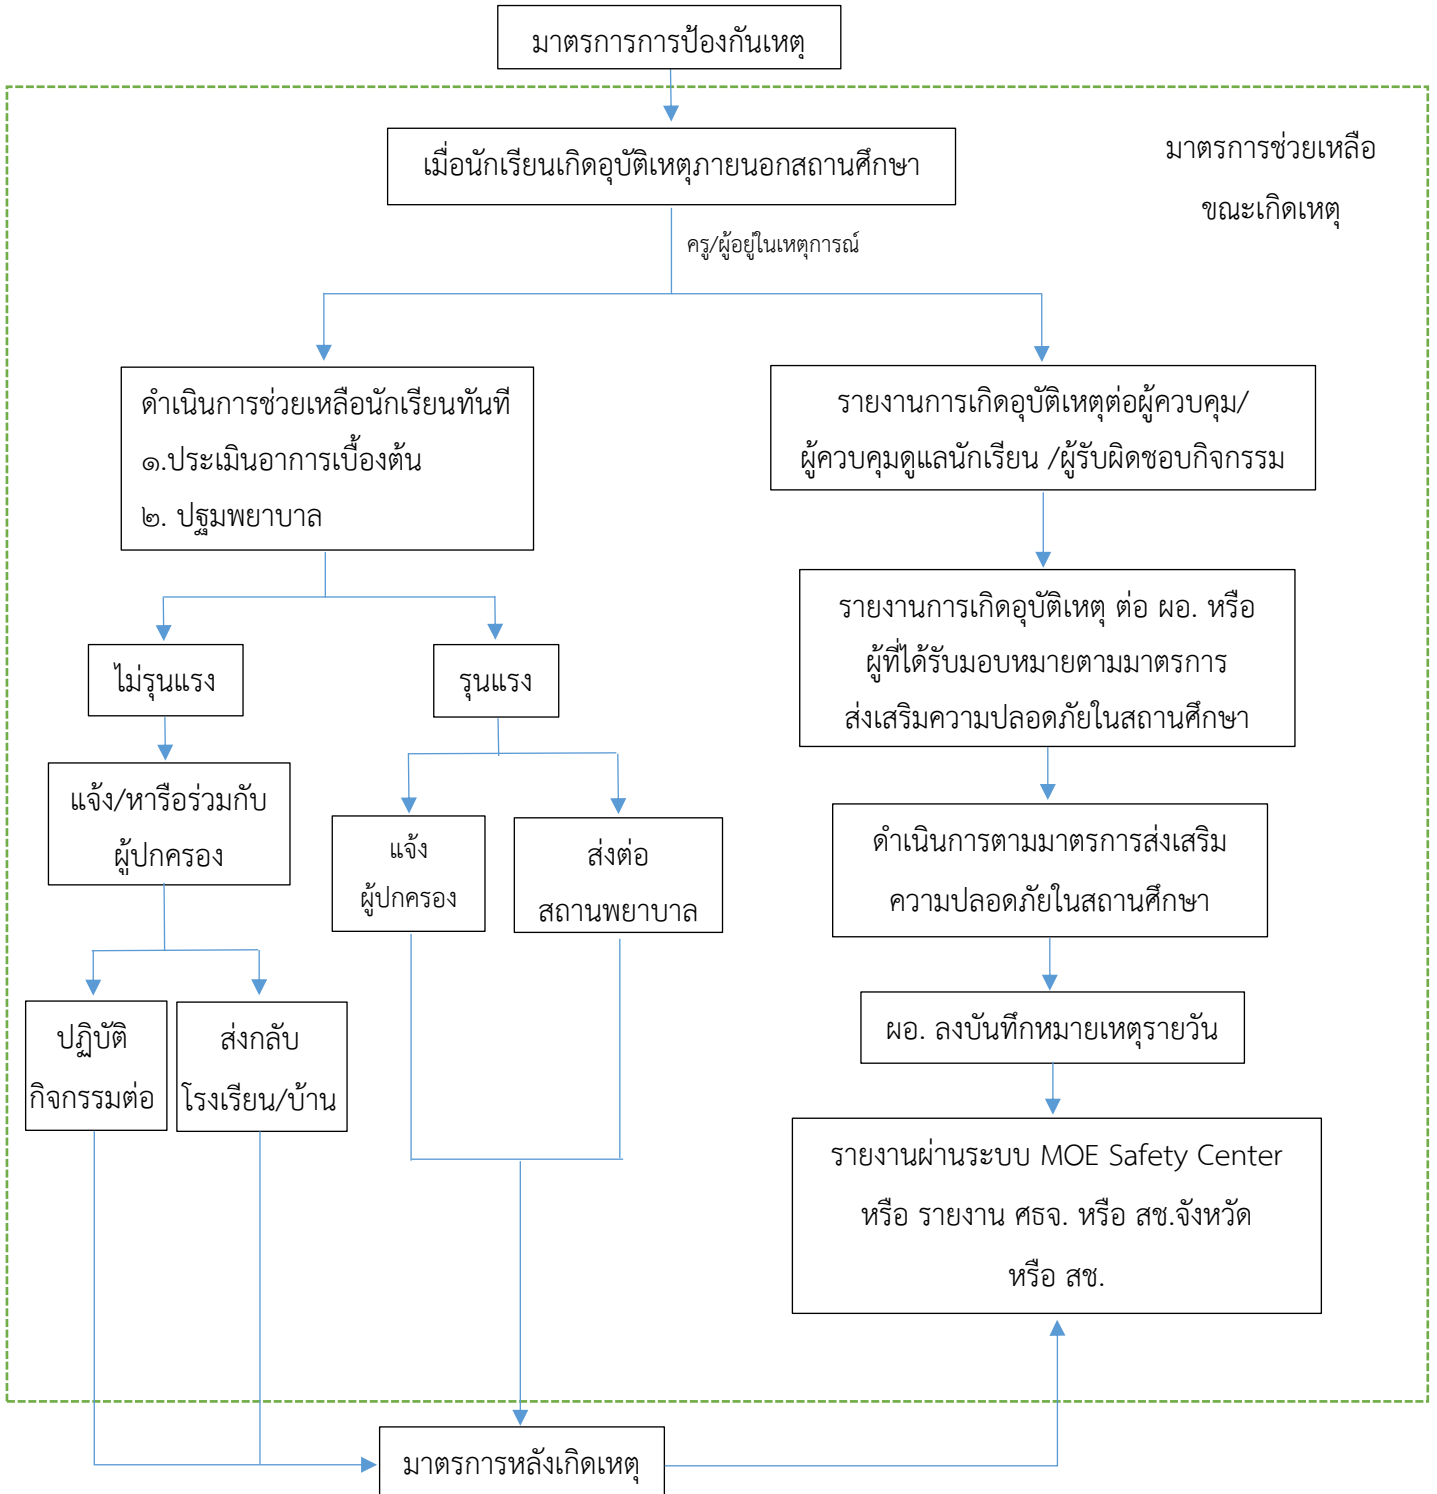 มาตรการการป้องกันเหตุ
เมื่อนักเรียนเกิดอุบัติเหตุภายนอกสถานศึกษา
มาตรการช่วยเหลือ
ขณะเกิดเหตุ
ครู/ผู้อยู่ในเหตุการณ์
ดำเนินการช่วยเหลือนักเรียนทันที
๑.ประเมินอาการเบื้องต้น
๒. ปฐมพยาบาล
รายงานการเกิดอุบัติเหตุต่อผู้ควบคุม/
ผู้ควบคุมดูแลนักเรียน /ผู้รับผิดชอบกิจกรรม
ไม่รุนแรง
รุนแรง
รายงานการเกิดอุบัติเหตุ ต่อ ผอ. หรือ
ผู้ที่ได้รับมอบหมายตามมาตรการ
ส่งเสริมความปลอดภัยในสถานศึกษา
แจ้ง/หารือร่วมกับ
ผู้ปกครอง
แจ้ง
ผู้ปกครอง
ส่งต่อ
สถานพยาบาล
ดำเนินการตามมาตรการส่งเสริม
ความปลอดภัยในสถานศึกษา
ปฏิบัติ
กิจกรรมต่อ
ส่งกลับ
โรงเรียน/บ้าน
ผอ. ลงบันทึกหมายเหตุรายวัน
รายงานผ่านระบบ MOE Safety Center
หรือ รายงาน ศธจ. หรือ สช.จังหวัด
หรือ สช.
มาตรการหลังเกิดเหตุ